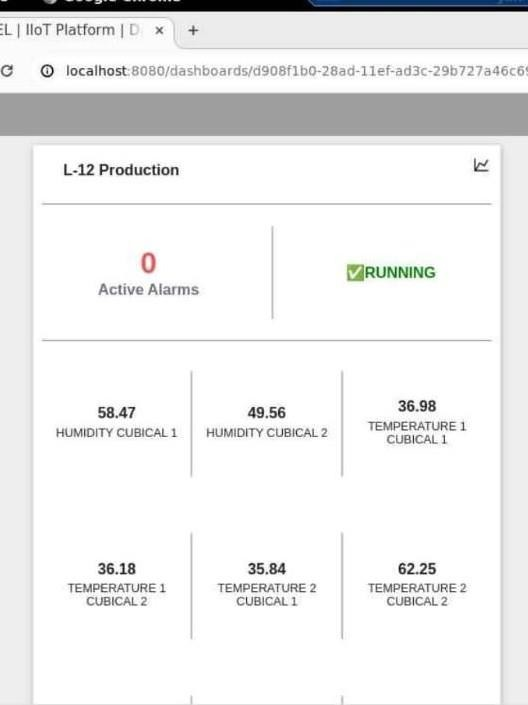 EL | IIoT Platform | D
localhost:8080/dashboards/d908f1b0-28ad-11ef-ad3c-29b727a46c69
L-12 Production
0
Active Alarms
✅RUNNING
58.47
HUMIDITY CUBICAL 1
49.56
HUMIDITY CUBICAL 2
36.98
TEMPERATURE 1
CUBICAL 1
36.18
TEMPERATURE 1
CUBICAL 2
35.84
TEMPERATURE 2
CUBICAL 1
62.25
TEMPERATURE 2
CUBICAL 2